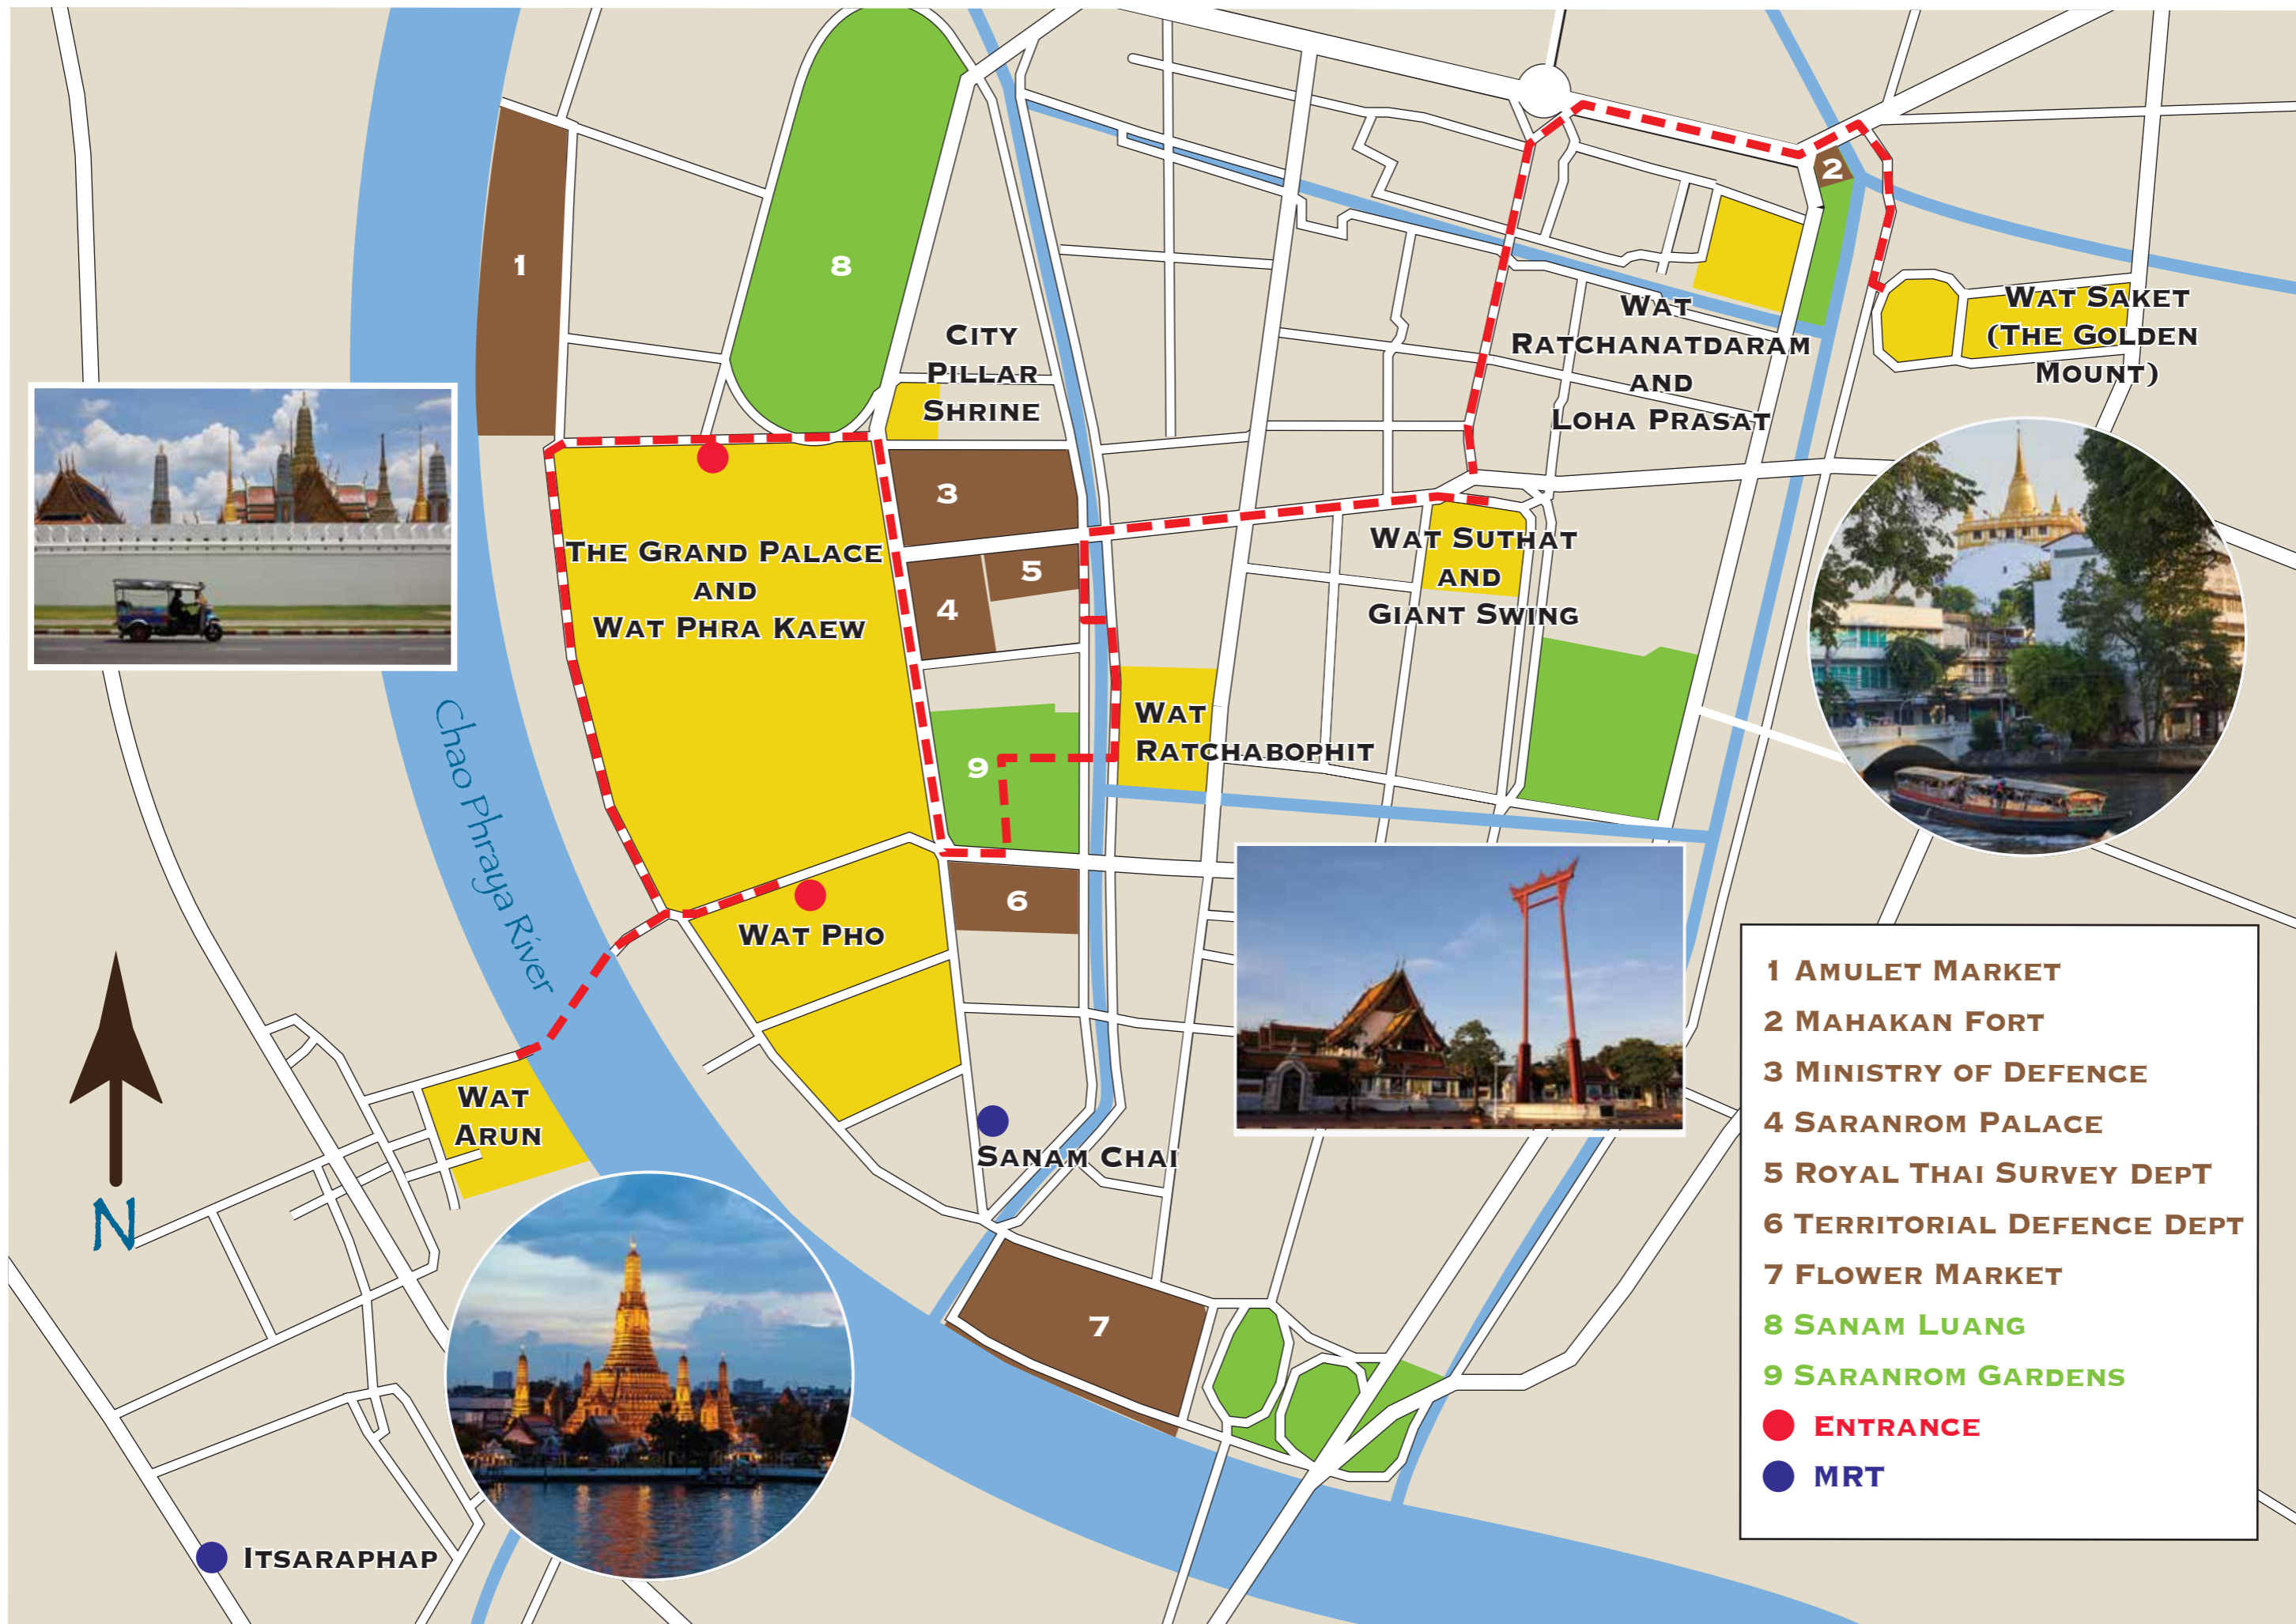 1
8
2
City
Pillar
Shrine
Wat
Ratchanatdaram
and
Loha Prasat
Wat Saket
(The Golden
Mount)
3
The Grand Palace
and
Wat Phra Kaew
5
4
Wat Suthat
and
Giant Swing
Chao Phraya River
Wat
Ratchabophit
9
6
Wat Pho
Wat
Arun
Sanam Chai
N
7
Itsaraphap
1 Amulet Market
2 Mahakan Fort
3 Ministry of Defence
4 Saranrom Palace
5 Royal Thai Survey Dept
6 Territorial Defence Dept
7 Flower Market
8 Sanam Luang
9 Saranrom Gardens
Entrance
MRT